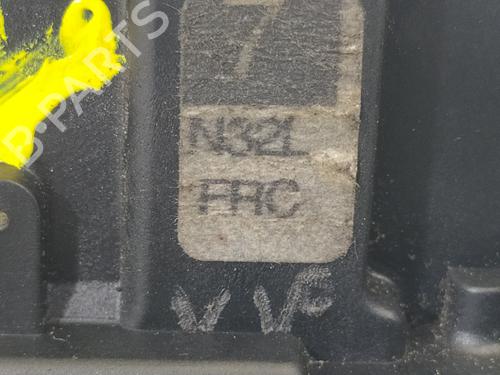 7
N32L
FRC
V V G
B-PARTS